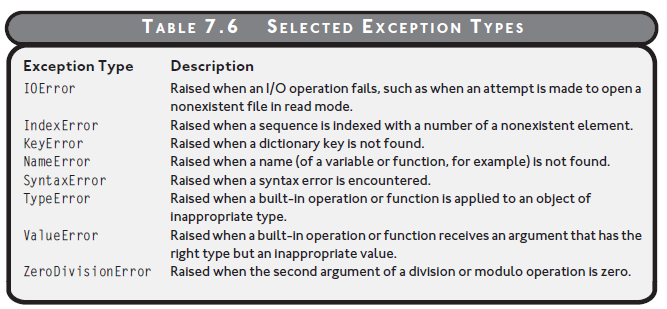 TABLE 7.6 SELECTED EXCEPTION TYPES
Exception Type Description
IOError Raised when an I/O operation fails, such as when an attempt is made to open a
nonexistent file in read mode.
IndexError Raised when a sequence is indexed with a number of a nonexistent element.
KeyError Raised when a dictionary key is not found.
NameError Raised when a name (of a variable or function, for example) is not found.
SyntaxError Raised when a syntax error is encountered.
TypeError Raised when a built-in operation or function is applied to an object of
inappropriate type.
ValueError Raised when a built-in operation or function receives an argument that has the
right type but an inappropriate value.
ZeroDivisionError Raised when the second argument of a division or modulo operation is zero.